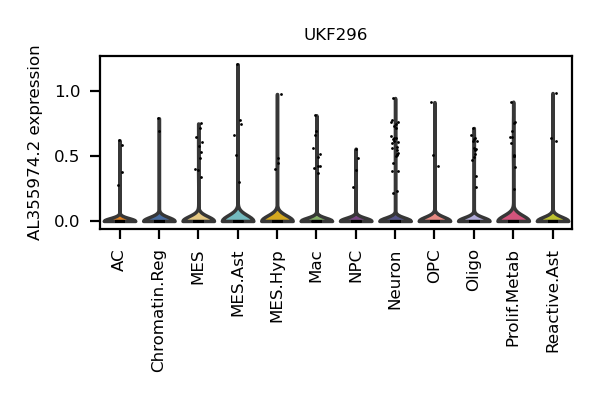 UKF296
AL355974.2 expression
1.0
0.5
0.0
AC
Chromatin.Reg
MES
MES.Ast
MES.Hyp
Mac
NPC
Neuron
OPC
Oligo
Prolif.Metab
Reactive.Ast